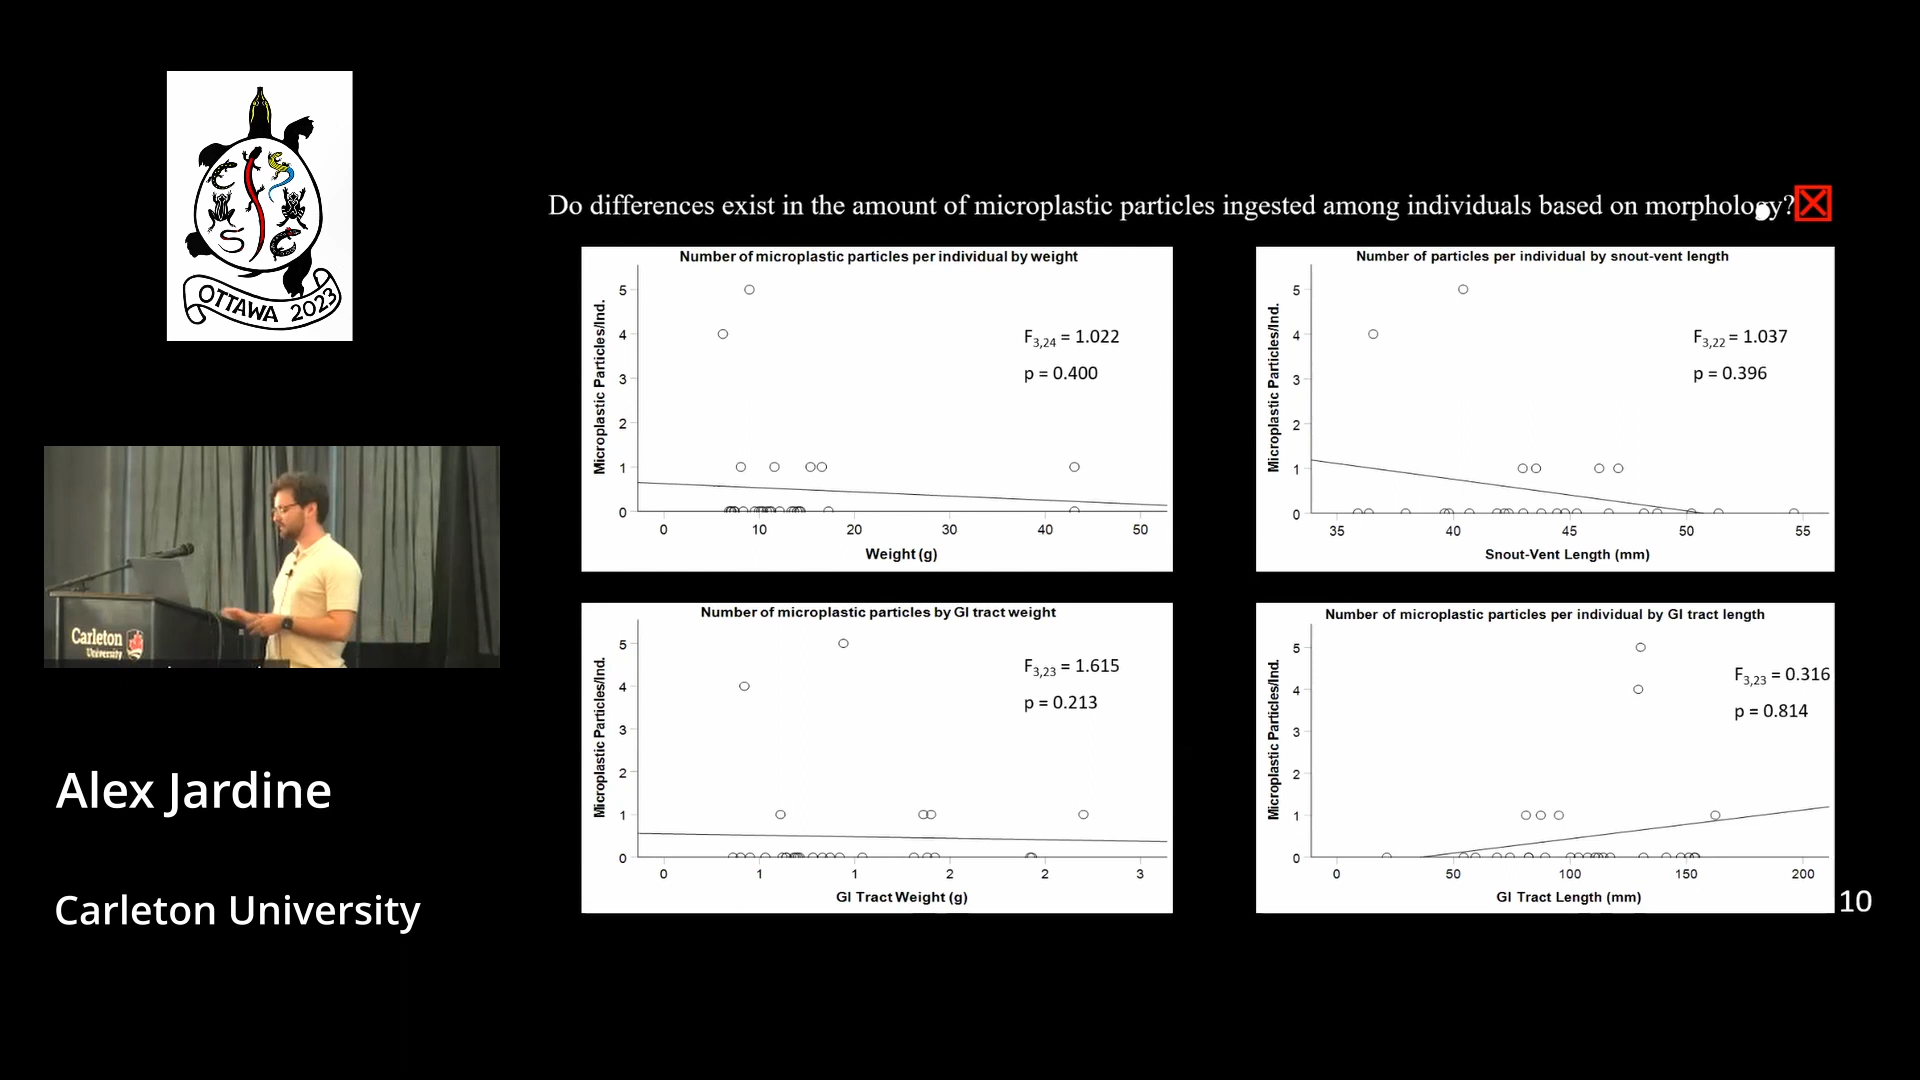 OTTAWA 2023
Do differences exist in the amount of microplastic particles ingested among individuals based on morphology?
Number of microplastic particles per individual by weight
Microplastic Particles/Ind.
5
4
3
2
1
0
F3,24 = 1.022
p = 0.400
0 10 20 30 40 50
Weight (g)
Number of particles per individual by snout-vent length
Microplastic Particles/Ind.
5
4
3
2
1
0
F3,22 = 1.037
p = 0.396
35 40 45 50 55
Snout-Vent Length (mm)
Carleton
University
Number of microplastic particles by GI tract weight
Microplastic Particles/Ind.
5
4
3
2
1
0
F3,23 = 1.615
p = 0.213
0 1 1 2 2 3
GI Tract Weight (g)
Number of microplastic particles per individual by GI tract length
Microplastic Particles/Ind.
5
4
3
2
1
0
F3,23 = 0.316
p = 0.814
0 50 100 150 200
GI Tract Length (mm)
10
Alex Jardine
Carleton University